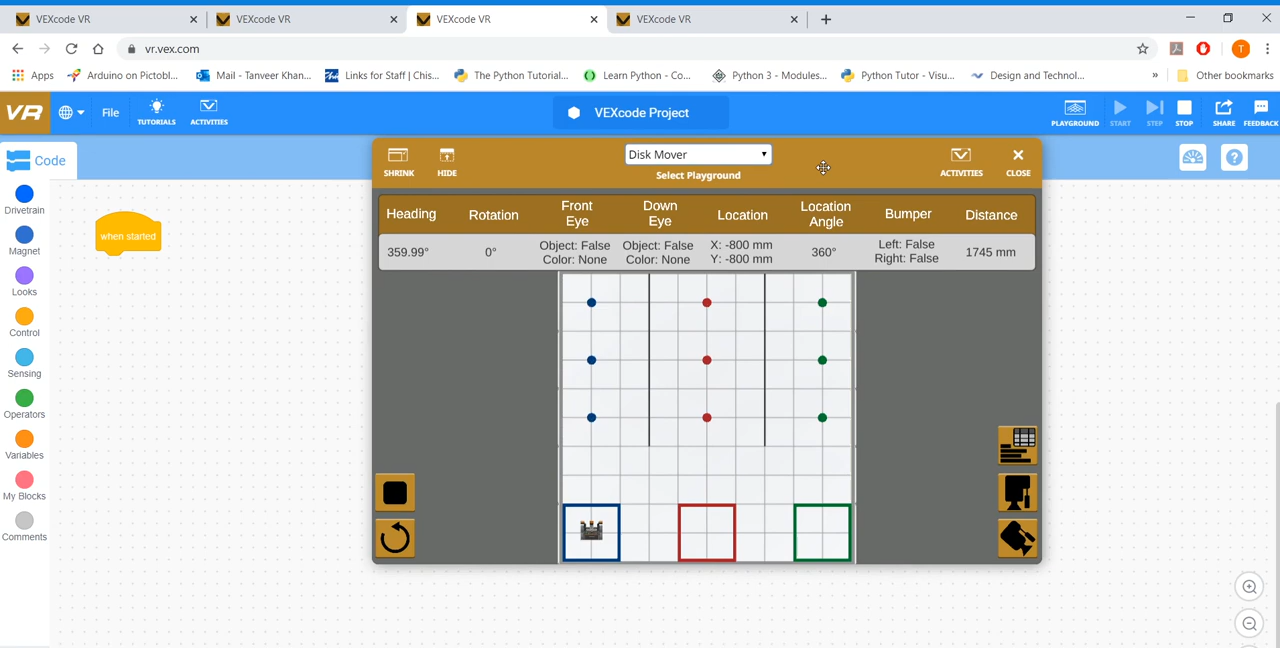 VEXcode VR
VEXcode VR
VEXcode VR
VEXcode VR
vr.vex.com
T
Apps
Arduino on Pictobl...
Mail - Tanveer Khan...
Links for Staff | Chis...
The Python Tutorial...
Learn Python - Co...
Python 3 - Modules...
Python Tutor - Visu...
Design and Technol...
»
Other bookmarks
VR
File
TUTORIALS
ACTIVITIES
VEXcode Project
PLAYGROUND
START
STEP
STOP
SHARE
FEEDBACK
Code
Drivetrain
Magnet
Looks
Control
Sensing
Operators
Variables
My Blocks
Comments
when started
SHRINK
HIDE
Disk Mover
Select Playground
ACTIVITIES
CLOSE
Heading
Rotation
Front
Eye
Down
Eye
Location
Location
Angle
Bumper
Distance
359.99°
0°
Object: False
Color: None
Object: False
Color: None
X: -800 mm
Y: -800 mm
360°
Left: False
Right: False
1745 mm